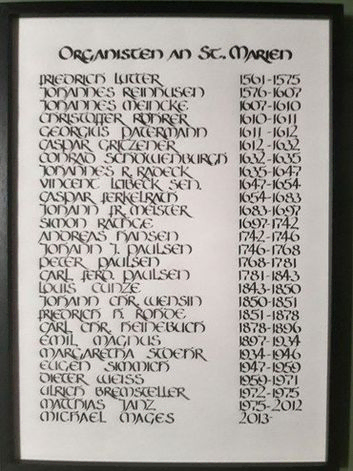 Organisten an St. Marien
Friedrich Lutter 1561-1575
Johannes Reinhusen 1576-1607
Johannes Meincke 1607-1610
Christoffer Rohrer 1610-1611
Georgius Patermann 1611-1612
Caspar Gritzener 1612-1632
Conrad Schowenburgh 1632-1635
Johannes R. Radeck 1635-1647
Vincent Lübeck sen. 1647-1654
Caspar Ferkelrath 1654-1683
Johann Fr. Meister 1683-1697
Simon Rathge 1697-1742
Andreas Hansen 1742-1746
Johann J. Paulsen 1746-1768
Peter Paulsen 1768-1781
Carl Ferd. Paulsen 1781-1843
Louis Cunze 1843-1850
Johann Chr. Wensin 1850-1851
Friedrich H. Rohde 1851-1878
Carl Chr. Heinebuch 1878-1896
Emil Magnus 1897-1934
Margaretha Stoehr 1934-1946
Eugen Simmich 1947-1959
Dieter Weiss 1959-1971
Ulrich Bremsteller 1972-1975
Matthias Janz 1975-2012
Michael Mages 2013-